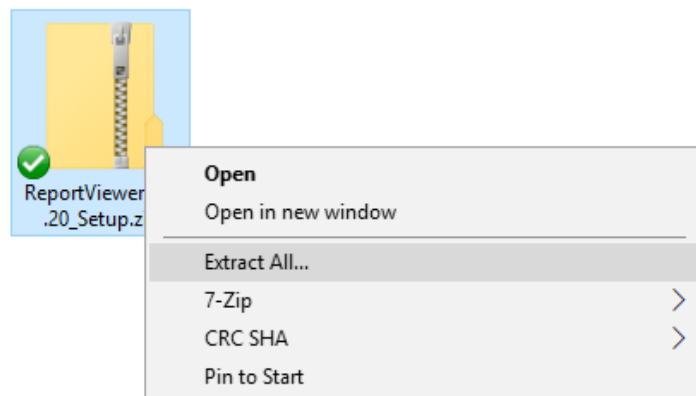 ReportViewer
.20_Setup.z
Open
Open in new window
Extract All...
7-Zip
CRC SHA
Pin to Start